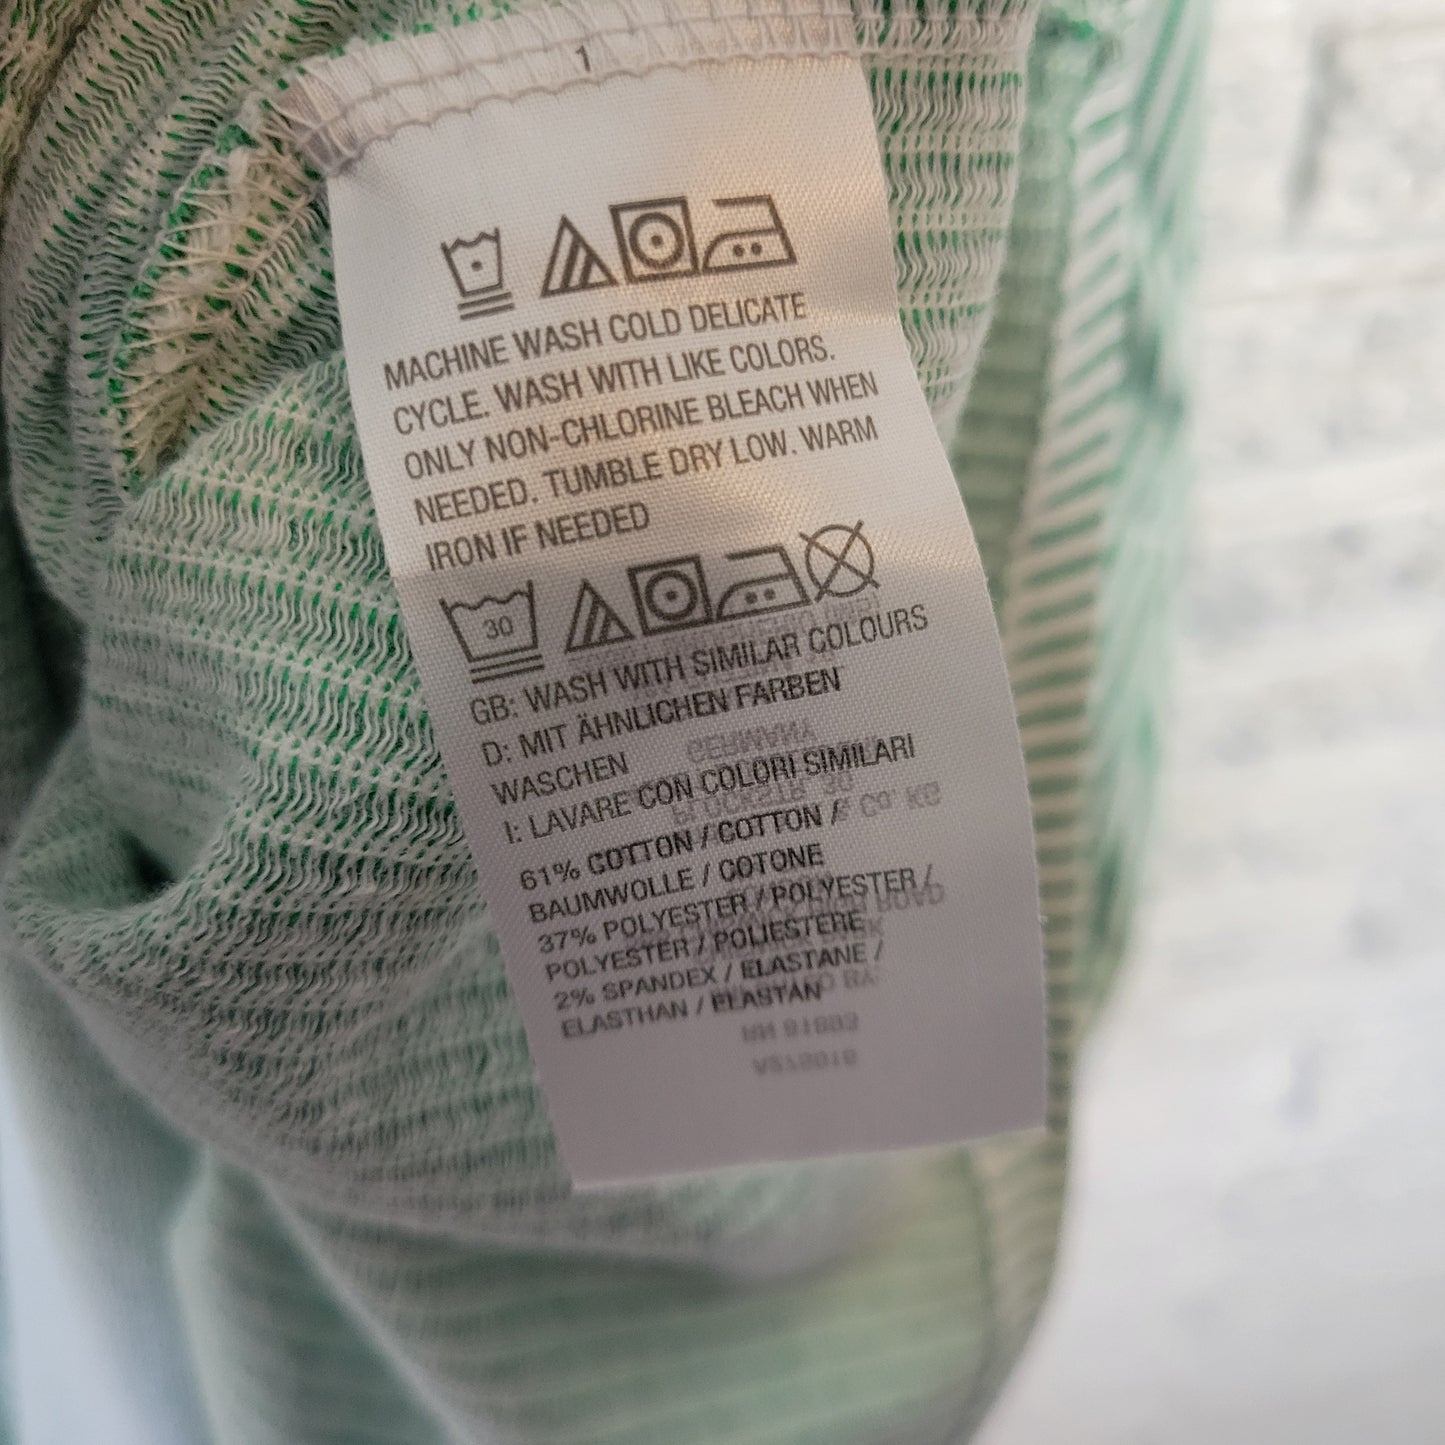 1
MACHINE WASH COLD DELICATE
CYCLE. WASH WITH LIKE COLORS.
ONLY NON-CHLORINE BLEACH WHEN
NEEDED. TUMBLE DRY LOW. WARM
IRON IF NEEDED
30
GB: WASH WITH SIMILAR COLOURS
D: MIT ÄHNLICHEN FARBEN
WASCHEN
I: LAVARE CON COLORI SIMILARI
61% COTTON / COTTON /
BAUMWOLLE / COTONE
37% POLYESTER / POLYESTER /
POLYESTER / POLIESTERE
2% SPANDEX / ELASTANE /
ELASTHAN / ELASTAN